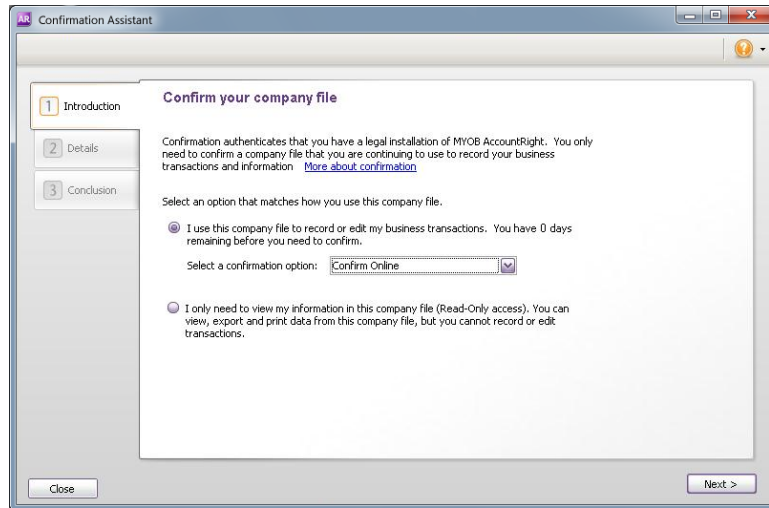 AR Confirmation Assistant
1 Introduction
2 Details
3 Conclusion
Confirm your company file
Confirmation authenticates that you have a legal installation of MYOB AccountRight. You only
need to confirm a company file that you are continuing to use to record your business
transactions and information More about confirmation
Select an option that matches how you use this company file.
I use this company file to record or edit my business transactions. You have 0 days
remaining before you need to confirm.
Select a confirmation option: Confirm Online
I only need to view my information in this company file (Read-Only access). You can
view, export and print data from this company file, but you cannot record or edit
transactions.
Close
Next >